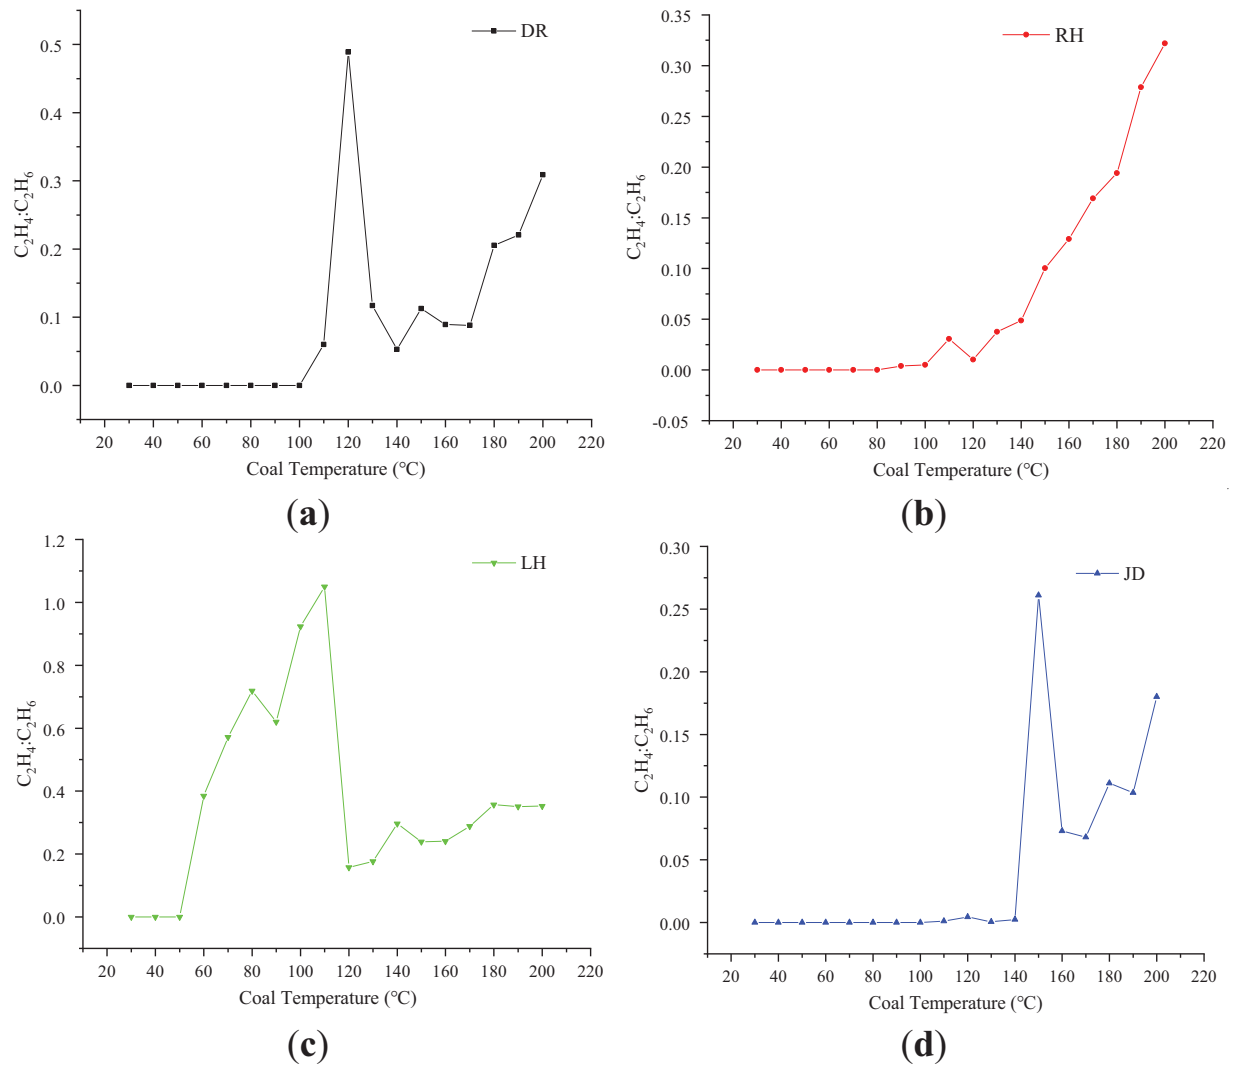 DR
0.5
0.4
0.3
0.2
0.1
0.0
C₂H₄:C₂H₆
20 40 60 80 100 120 140 160 180 200 220
Coal Temperature (℃)
(a)
RH
0.35
0.30
0.25
0.20
0.15
0.10
0.05
0.00
-0.05
C₂H₄:C₂H₆
20 40 60 80 100 120 140 160 180 200 220
Coal Temperature (℃)
(b)
LH
1.2
1.0
0.8
0.6
0.4
0.2
0.0
C₂H₄:C₂H₆
20 40 60 80 100 120 140 160 180 200 220
Coal Temperature (℃)
(c)
JD
0.30
0.25
0.20
0.15
0.10
0.05
0.00
C₂H₄:C₂H₆
20 40 60 80 100 120 140 160 180 200 220
Coal Temperature (℃)
(d)